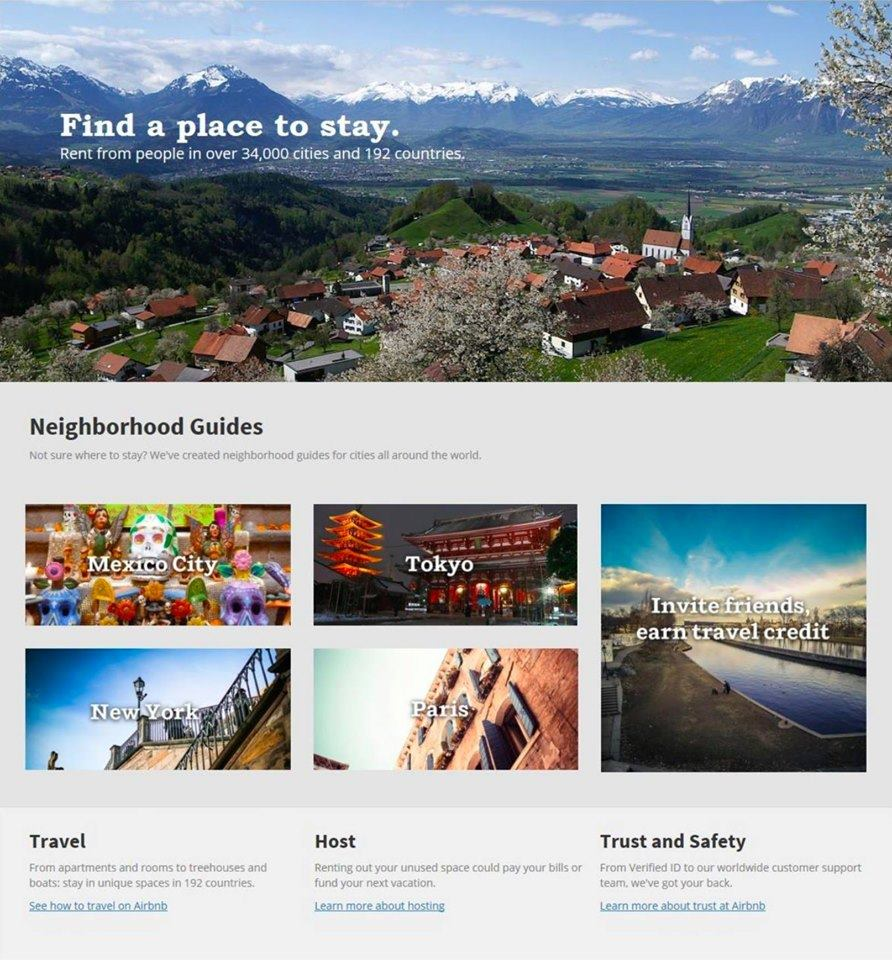 Find a place to stay.
Rent from people in over 34,000 cities and 192 countries.
Neighborhood Guides
Not sure where to stay? We've created neighborhood guides for cities all around the world.
Mexico City
Tokyo
Invite friends,
earn travel credit
New York
Paris
Travel
From apartments and rooms to treehouses and
boats: stay in unique spaces in 192 countries.
See how to travel on Airbnb
Host
Renting out your unused space could pay your bills or
fund your next vacation.
Learn more about hosting
Trust and Safety
From Verified ID to our worldwide customer support
team, we've got your back.
Learn more about trust at Airbnb